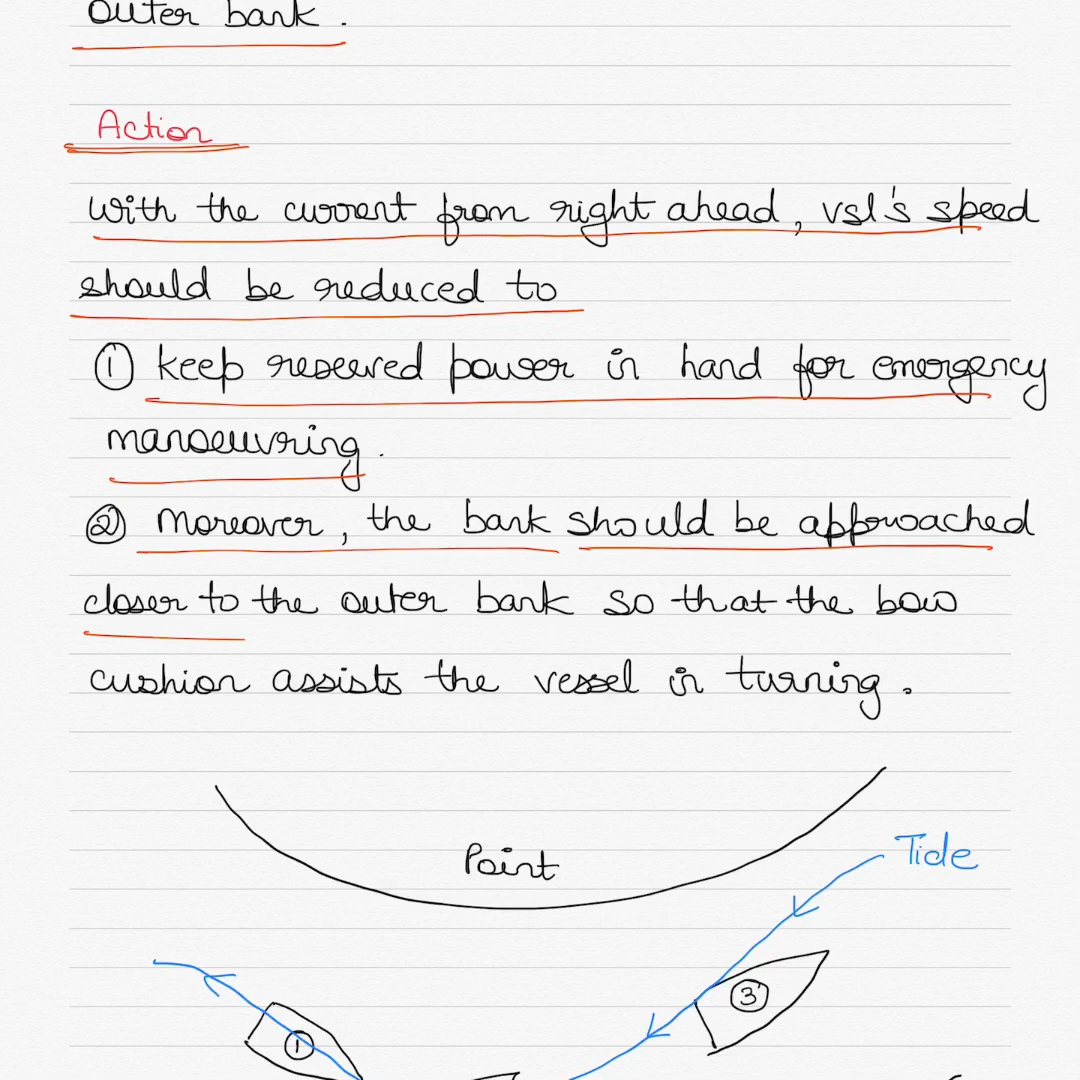 outer bank.
Action
With the current from right ahead, vsl's speed
should be reduced to
① keep reserved power in hand for emergency
manoeuvring.
② Moreover, the bank should be approached
closer to the outer bank so that the bow
cushion assists the vessel in turning.
Point
Tide
③
①